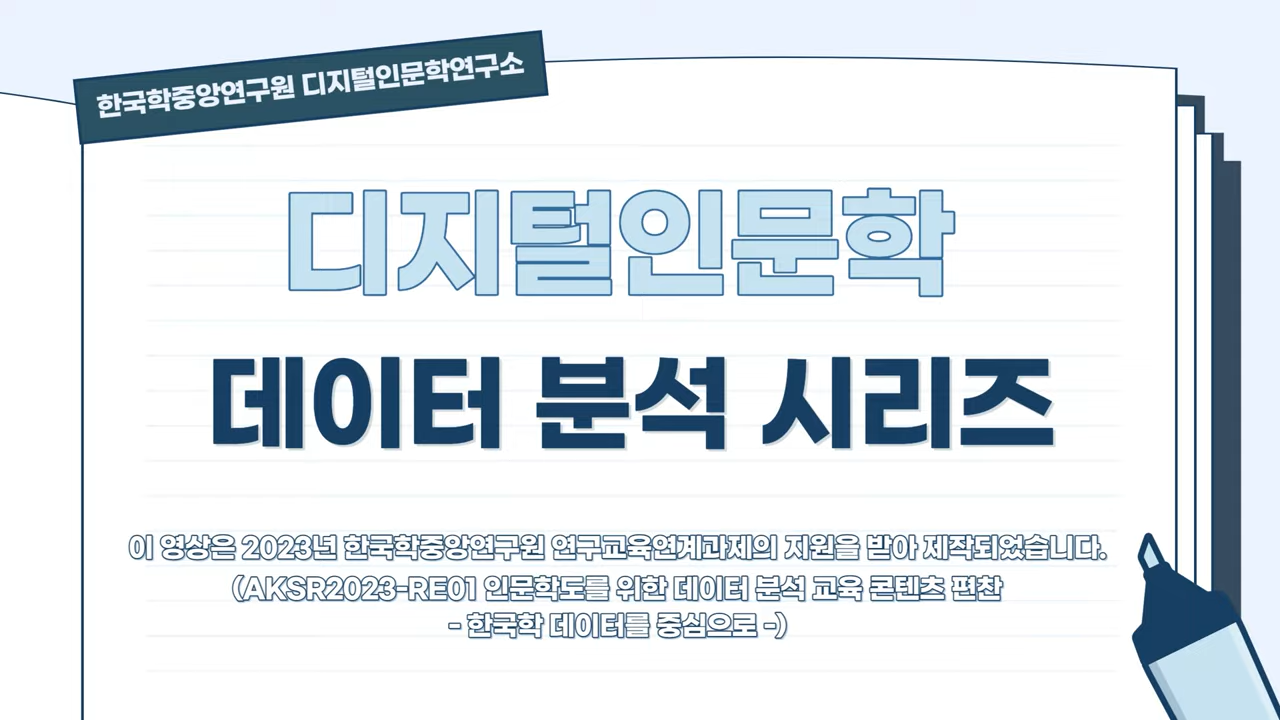 한국학중앙연구원 디지털인문학연구소
디지털인문학
데이터 분석 시리즈
이 영상은 2023년 한국학중앙연구원 연구교육연계과제의 지원을 받아 제작되었습니다.
(AKSR2023-RE01 인문학도를 위한 데이터 분석 교육 콘텐츠 편찬
- 한국학 데이터를 중심으로 -)